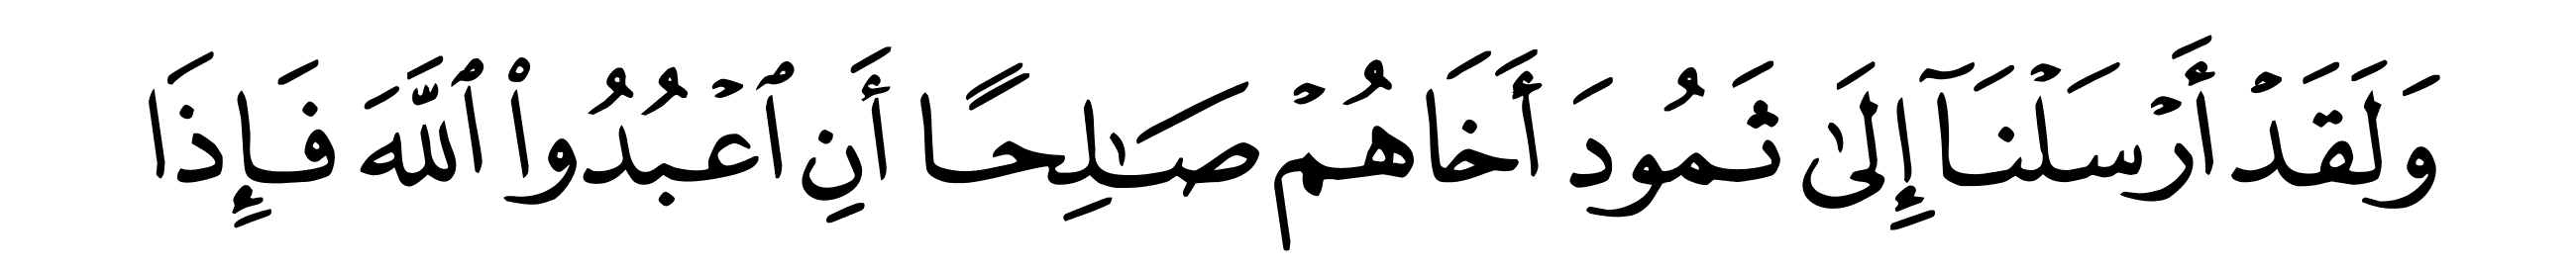 وَلَقَدْ أَرْسَلْنَآ إِلَىٰ ثَمُودَ أَخَاهُمْ صَـٰلِحًا أَنِ ٱعْبُدُوا۟ ٱللَّهَ فَإِذَا